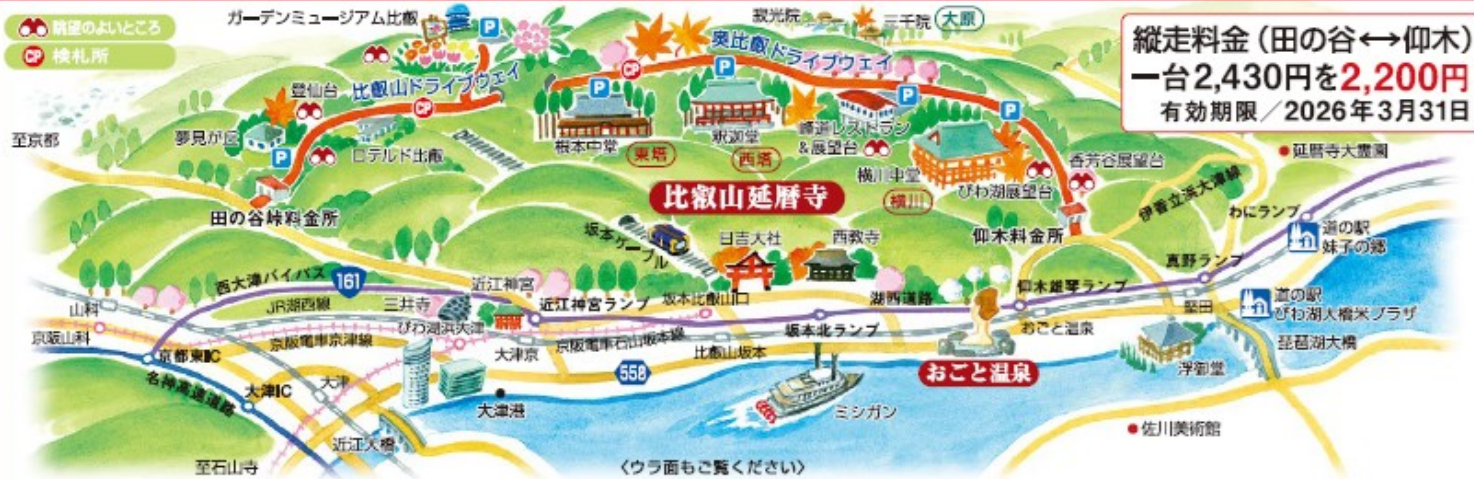 眺望のよいところ
CP 検札所
ガーデンミュージアム比叡
P
寂光院
三千院
大原
縦走料金(田の谷↔仰木)
一台2,430円を2,200円
有効期限/2026年3月31日
奥比叡ドライブウェイ
CP
P
比叡山ドライブウェイ
CP
登仙台
夢見が丘
P
至京都
ロテルド比叡
P
根本中堂
東塔
釈迦堂
西塔
峰道レストラン
&展望台
P
P
横川中堂
横川
びわ湖展望台
香芳谷展望台
延暦寺大霊園
比叡山延暦寺
田の谷峠料金所
仰木料金所
伊香立浜大津線
わにランプ
道の駅
妹子の郷
坂本ケーブル
日吉大社
西教寺
真野ランプ
西大津バイパス
161
近江神宮
近江神宮ランプ
坂本比叡山口
湖西道路
仰木雄琴ランプ
山科
JR湖西線
三井寺
びわ湖浜大津
坂本北ランプ
おごと温泉
堅田
道の駅
びわ湖大橋米プラザ
京阪山科
京都東IC
京阪電車京津線
大津京
京阪電車石山坂本線
比叡山坂本
琵琶湖大橋
名神高速道路
大津IC
大津
558
おごと温泉
浮御堂
大津港
ミシガン
近江大橋
佐川美術館
至石山寺
〈ウラ面もご覧ください〉